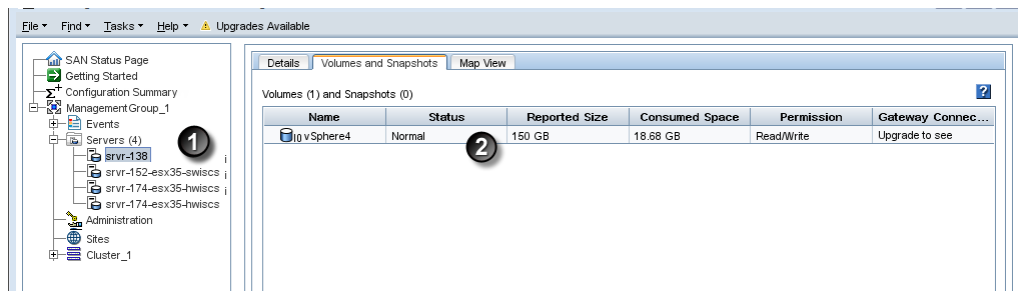 File Find Tasks Help Upgrades Available
SAN Status Page
Getting Started
Configuration Summary
ManagementGroup_1
Events
Servers (4)
1
srvr-138
srvr-152-esx35-swiscs i
srvr-174-esx35-hwiscs i
srvr-174-esx35-hwiscs i
Administration
Sites
Cluster_1
Details Volumes and Snapshots Map View
Volumes (1) and Snapshots (0) ?
Name Status Reported Size Consumed Space Permission Gateway Connec...
vSphere4 Normal 150 GB 18.68 GB Read/Write Upgrade to see
2